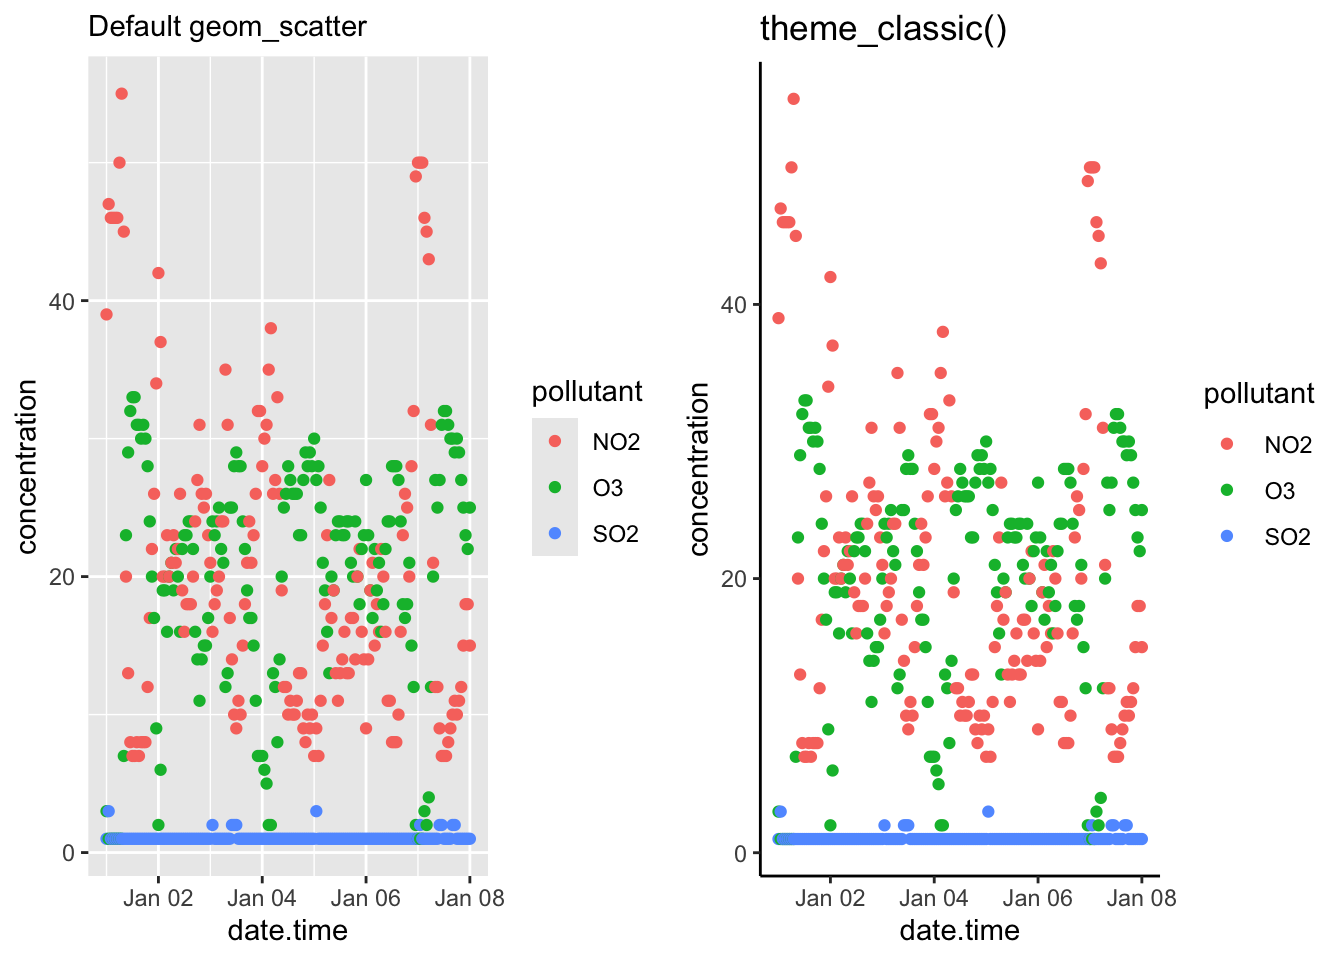 Default geom_scatter
concentration
40
20
0
Jan 02
Jan 04
Jan 06
Jan 08
date.time
pollutant
NO2
O3
SO2
theme_classic()
concentration
40
20
0
Jan 02
Jan 04
Jan 06
Jan 08
date.time
pollutant
NO2
O3
SO2